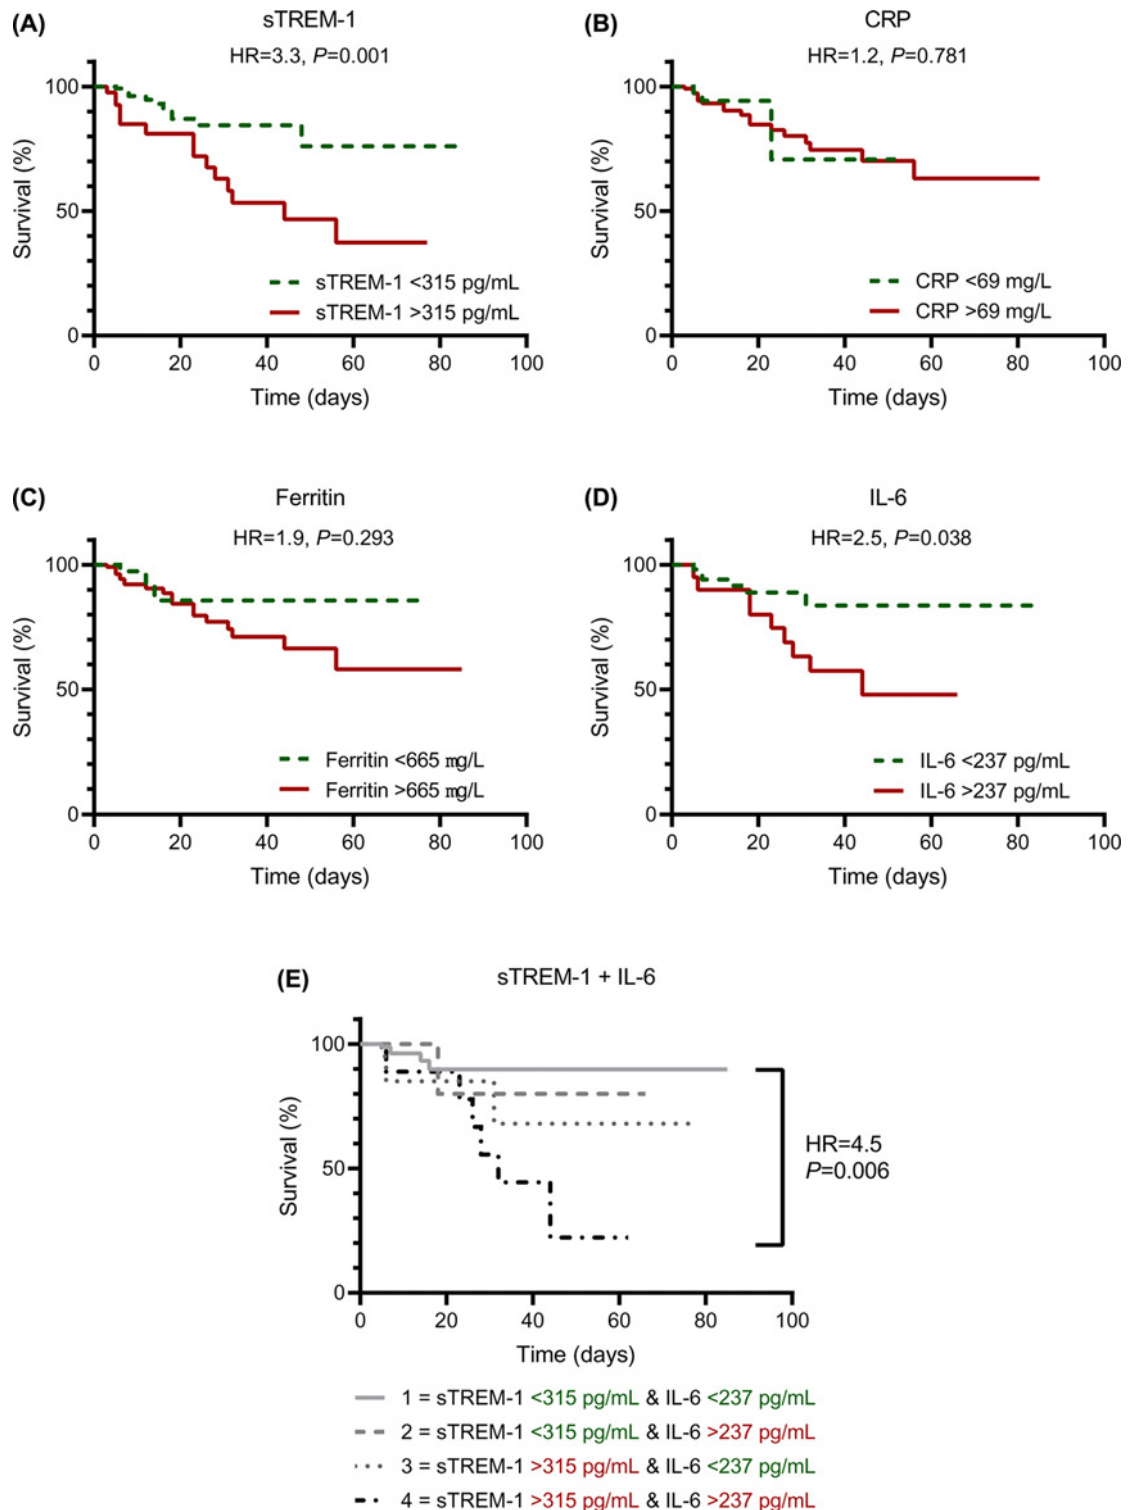 (A)
sTREM-1
HR=3.3, P=0.001
100
50
0
Survival (%)
0 20 40 60 80 100
Time (days)
sTREM-1 <315 pg/mL
sTREM-1 >315 pg/mL
(B)
CRP
HR=1.2, P=0.781
100
50
0
Survival (%)
0 20 40 60 80 100
Time (days)
CRP <69 mg/L
CRP >69 mg/L
(C)
Ferritin
HR=1.9, P=0.293
100
50
0
Survival (%)
0 20 40 60 80 100
Time (days)
Ferritin <665 mg/L
Ferritin >665 mg/L
(D)
IL-6
HR=2.5, P=0.038
100
50
0
Survival (%)
0 20 40 60 80 100
Time (days)
IL-6 <237 pg/mL
IL-6 >237 pg/mL
(E)
sTREM-1 + IL-6
100
50
0
Survival (%)
0 20 40 60 80 100
Time (days)
HR=4.5
P=0.006
1 = sTREM-1 <315 pg/mL & IL-6 <237 pg/mL
2 = sTREM-1 <315 pg/mL & IL-6 >237 pg/mL
3 = sTREM-1 >315 pg/mL & IL-6 <237 pg/mL
4 = sTREM-1 >315 pg/mL & IL-6 >237 pg/mL